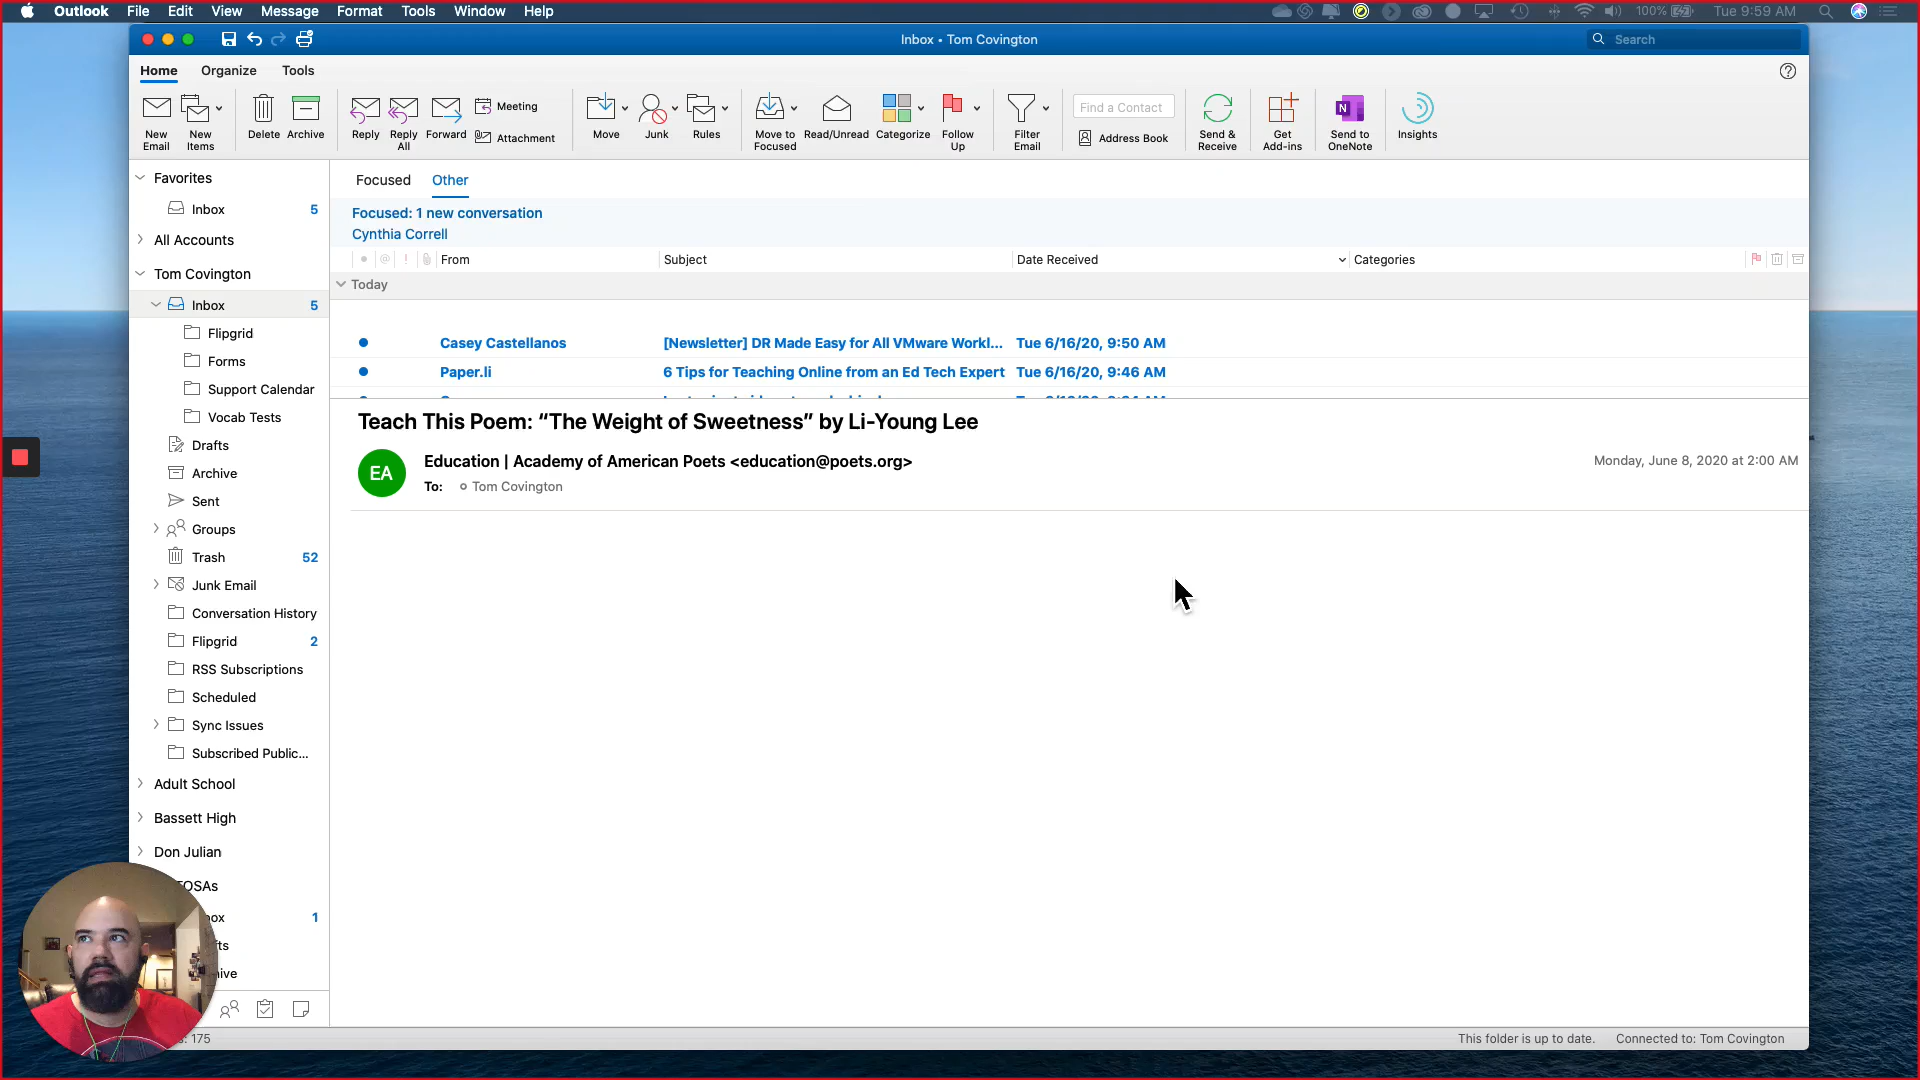 Outlook File Edit View Message Format Tools Window Help 100% Tue 9:59 AM
Inbox • Tom Covington
Search
Home Organize Tools
New Email
New Items
Delete
Archive
Reply
Reply All
Forward
Meeting
Attachment
Move
Junk
Rules
Move to Focused
Read/Unread
Categorize
Follow Up
Filter Email
Find a Contact
Address Book
Send & Receive
Get Add-ins
Send to OneNote
Insights
Favorites
Inbox 5
All Accounts
Tom Covington
Inbox 5
Flipgrid
Forms
Support Calendar
Vocab Tests
Drafts
Archive
Sent
Groups
Trash 52
Junk Email
Conversation History
Flipgrid 2
RSS Subscriptions
Scheduled
Sync Issues
Subscribed Public...
Adult School
Bassett High
Don Julian
TOSAs
box 1
fts
hive
: 175
Focused Other
Focused: 1 new conversation
Cynthia Correll
From Subject Date Received Categories
Today
Casey Castellanos [Newsletter] DR Made Easy for All VMware Workl... Tue 6/16/20, 9:50 AM
Paper.li 6 Tips for Teaching Online from an Ed Tech Expert Tue 6/16/20, 9:46 AM
Teach This Poem: “The Weight of Sweetness” by Li-Young Lee
EA
Education | Academy of American Poets <education@poets.org>
Monday, June 8, 2020 at 2:00 AM
To: Tom Covington
This folder is up to date. Connected to: Tom Covington